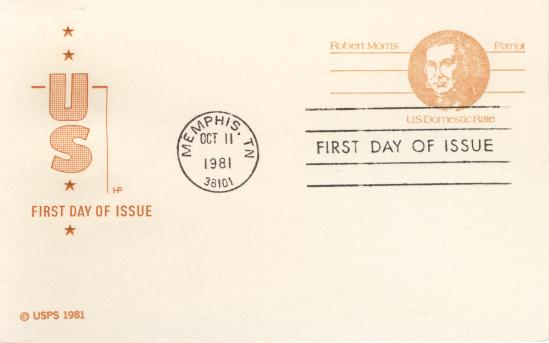 US
HF
FIRST DAY OF ISSUE
© USPS 1981
MEMPHIS, TN
OCT 11
1981
38101
Robert Morris Patriot
U.S. Domestic Rate
FIRST DAY OF ISSUE